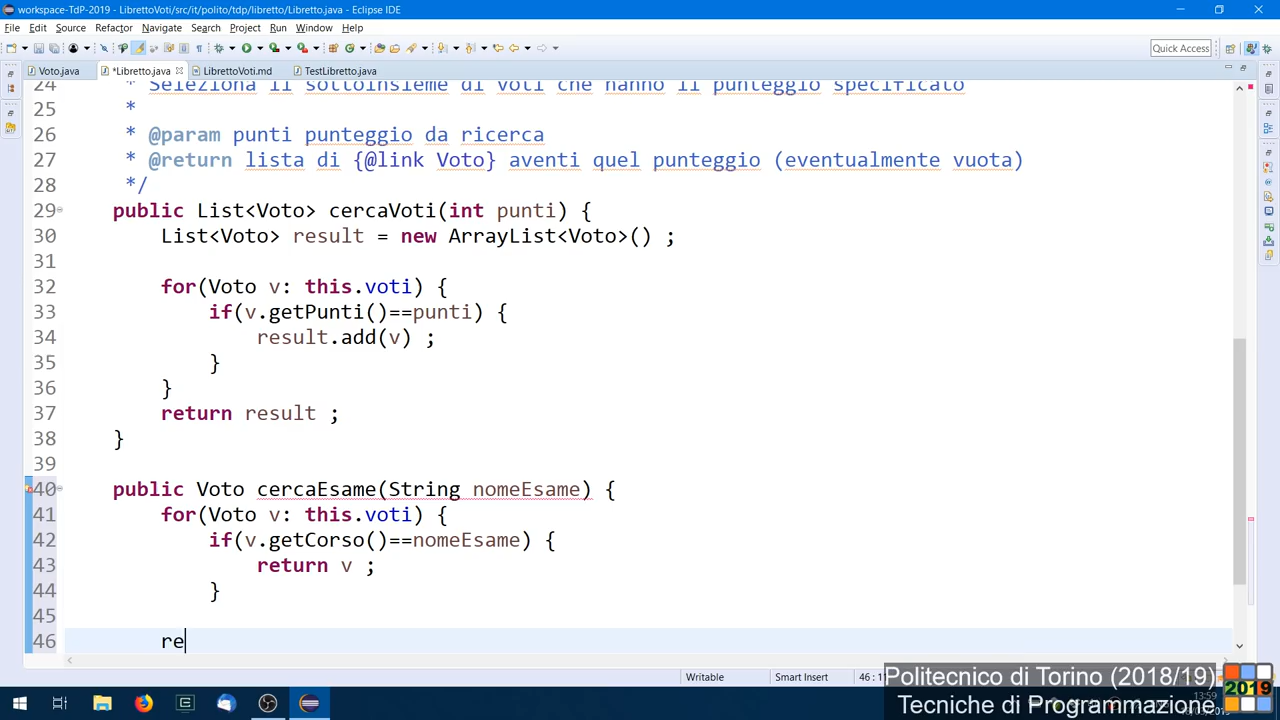 workspace-TdP-2019 - LibrettoVoti/src/it/polito/tdp/libretto/Libretto.java - Eclipse IDE
File Edit Source Refactor Navigate Search Project Run Window Help
Quick Access
Voto.java *Libretto.java LibrettoVoti.md TestLibretto.java
24 * Seleziona il sottoinsieme di voti che hanno il punteggio specificato
25 *
26 * @param punti punteggio da ricerca
27 * @return lista di {@link Voto} aventi quel punteggio (eventualmente vuota)
28 */
29 public List<Voto> cercaVoti(int punti) {
30 List<Voto> result = new ArrayList<Voto>() ;
31
32 for(Voto v: this.voti) {
33 if(v.getPunti()==punti) {
34 result.add(v) ;
35 }
36 }
37 return result ;
38 }
39
40 public Voto cercaEsame(String nomeEsame) {
41 for(Voto v: this.voti) {
42 if(v.getCorso()==nomeEsame) {
43 return v ;
44 }
45
46 re
Writable Smart Insert 46 : 1
Politecnico di Torino (2018/19)
Tecniche di Programmazione
2019
13:59